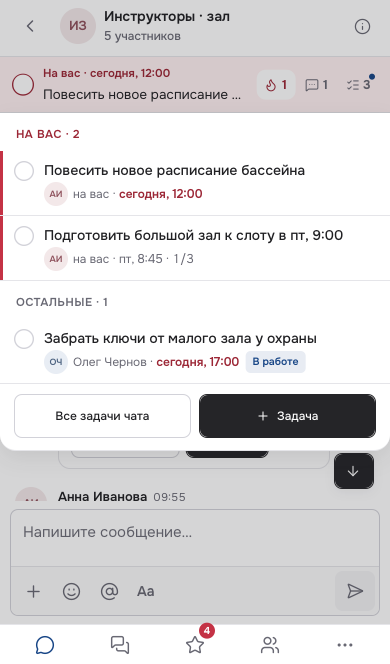 ИЗ
Инструкторы · зал
5 участников
На вас · сегодня, 12:00
Повесить новое расписание ...
1
1
3
НА ВАС · 2
Повесить новое расписание бассейна
АИ на вас · сегодня, 12:00
Подготовить большой зал к слоту в пт, 9:00
АИ на вас · пт, 8:45 · 1/3
ОСТАЛЬНЫЕ · 1
Забрать ключи от малого зала у охраны
ОЧ Олег Чернов · сегодня, 17:00 В работе
Все задачи чата
+ Задача
Анна Иванова 09:55
Напишите сообщение...
Aa
4